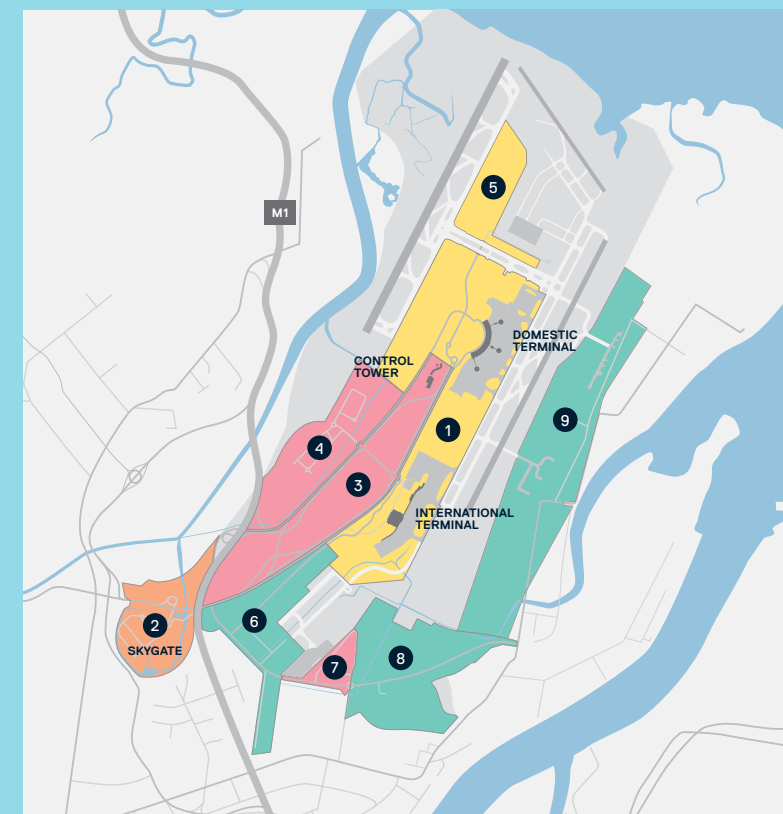 5
M1
DOMESTIC
TERMINAL
CONTROL
TOWER
9
1
4
3
INTERNATIONAL
TERMINAL
6
2
SKYGATE
8
7